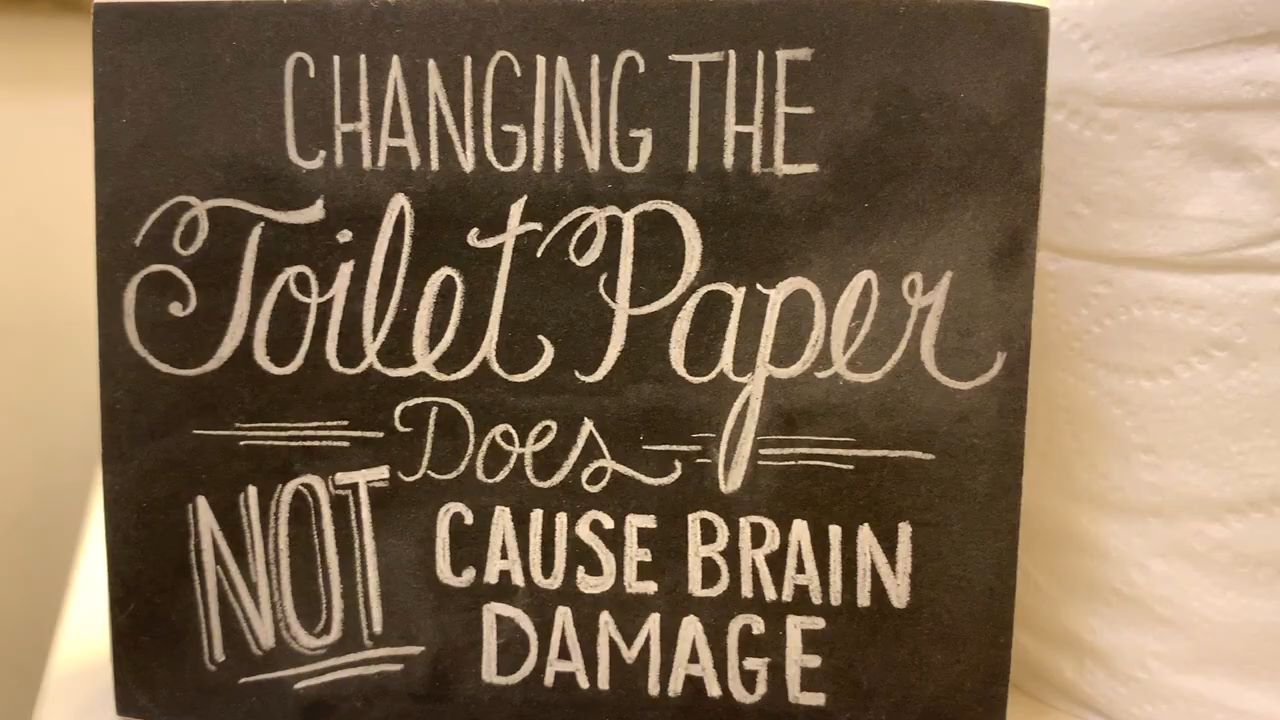 CHANGING THE
Toilet Paper
Does
NOT CAUSE BRAIN
DAMAGE